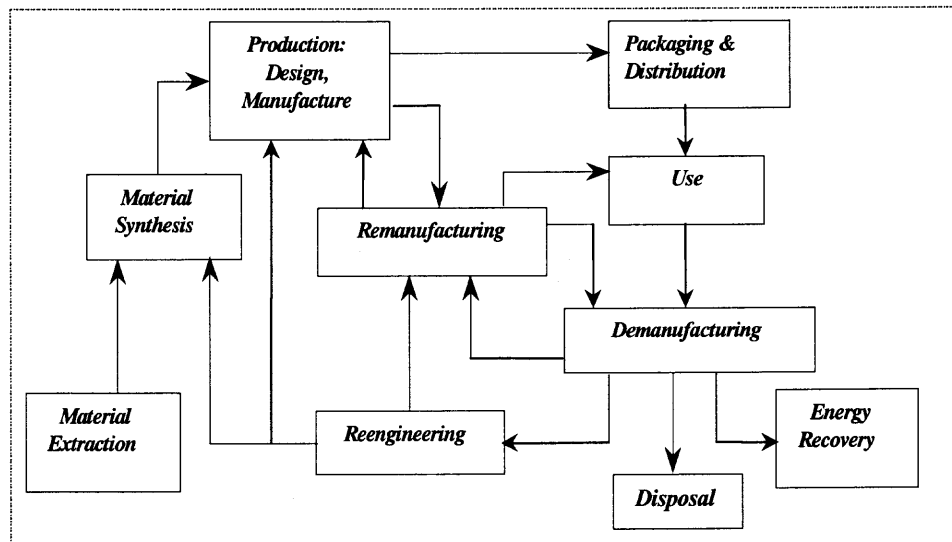 Production:
Design,
Manufacture
Packaging &
Distribution
Material
Synthesis
Use
Remanufacturing
Demanufacturing
Material
Extraction
Reengineering
Energy
Recovery
Disposal